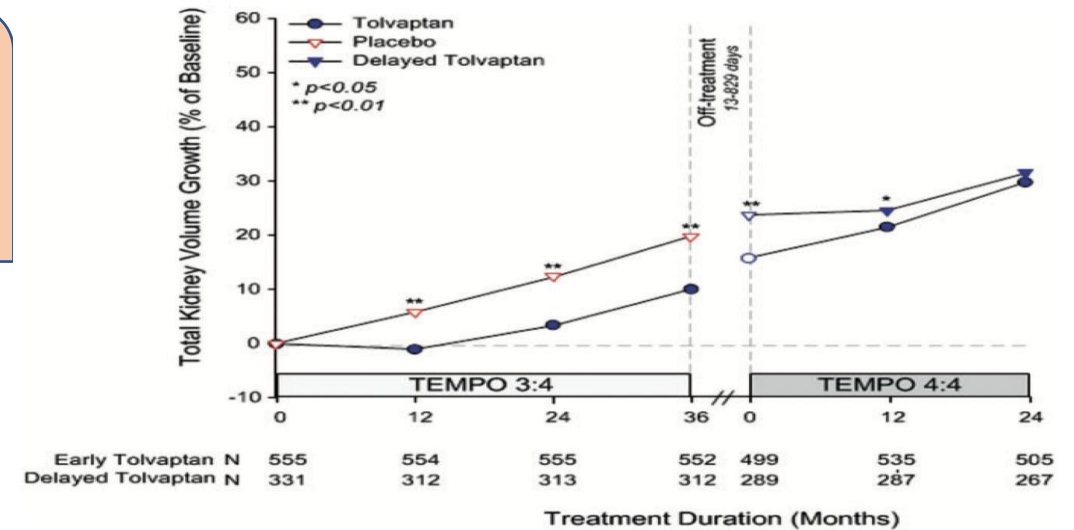 Total Kidney Volume Growth (% of Baseline)
60
50
40
30
20
10
0
-10
Tolvaptan
Placebo
Delayed Tolvaptan
* p<0.05
** p<0.01
Off-treatment
13-829 days
**
**
**
**
*
TEMPO 3:4
TEMPO 4:4
0 12 24 36 // 0 12 24
Early Tolvaptan N 555 554 555 552 499 535 505
Delayed Tolvaptan N 331 312 313 312 289 287 267
Treatment Duration (Months)